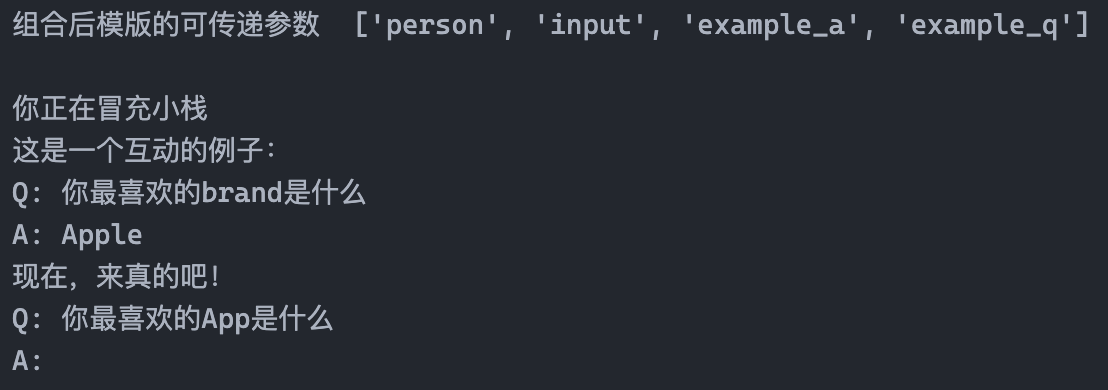 组合后模版的可传递参数  ['person', 'input', 'example_a', 'example_q']
你正在冒充小栈
这是一个互动的例子：
Q: 你最喜欢的brand是什么
A: Apple
现在，来真的吧！
Q: 你最喜欢的App是什么
A: